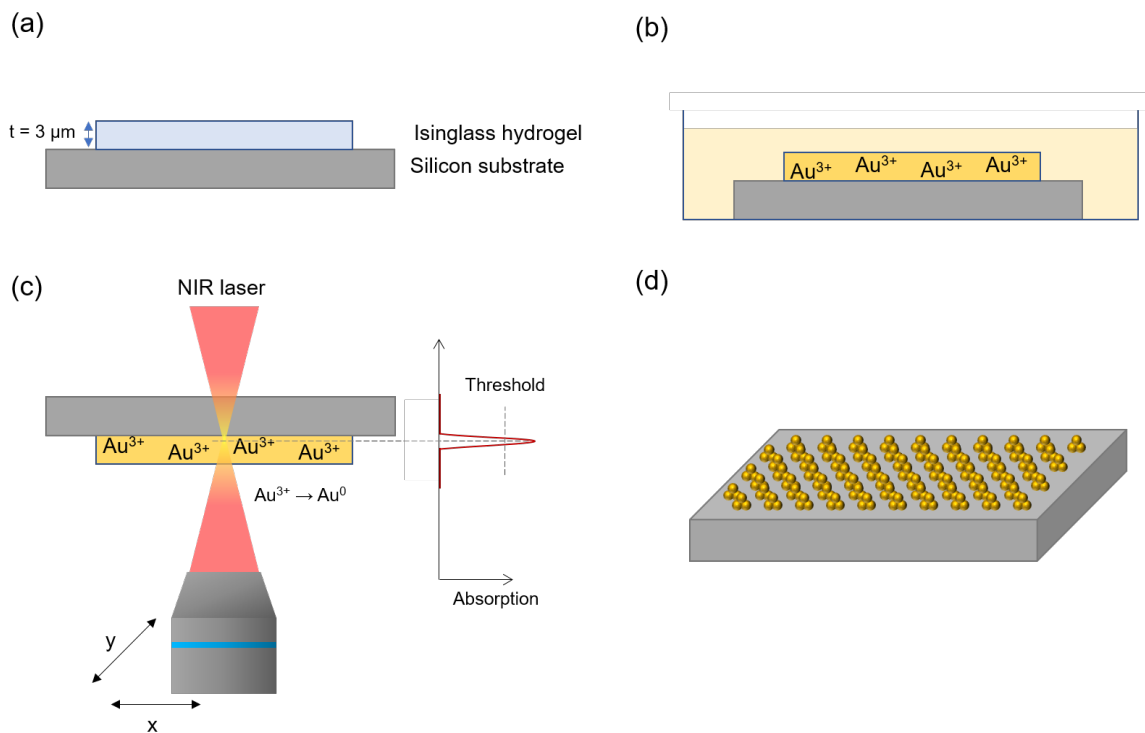 (a)
t = 3 μm
Isinglass hydrogel
Silicon substrate
(b)
Au³⁺ Au³⁺ Au³⁺ Au³⁺
(c)
NIR laser
Threshold
Au³⁺ Au³⁺ Au³⁺ Au³⁺
Au³⁺ → Au⁰
Absorption
y
x
(d)